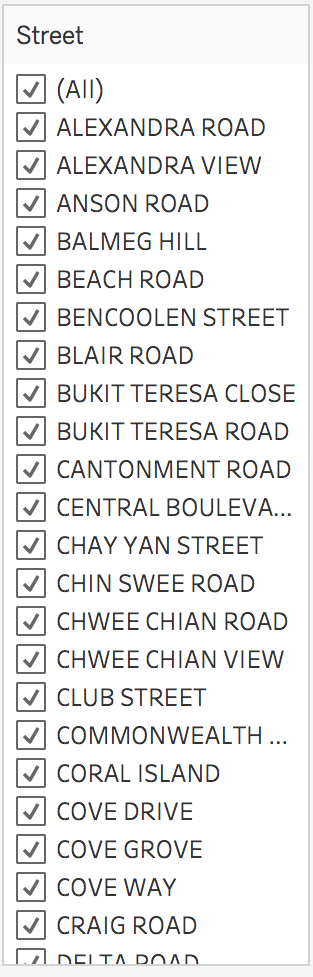 Street
(All)
ALEXANDRA ROAD
ALEXANDRA VIEW
ANSON ROAD
BALMEG HILL
BEACH ROAD
BENCOOLEN STREET
BLAIR ROAD
BUKIT TERESA CLOSE
BUKIT TERESA ROAD
CANTONMENT ROAD
CENTRAL BOULEVA...
CHAY YAN STREET
CHIN SWEE ROAD
CHWEE CHIAN ROAD
CHWEE CHIAN VIEW
CLUB STREET
COMMONWEALTH ...
CORAL ISLAND
COVE DRIVE
COVE GROVE
COVE WAY
CRAIG ROAD
DELTA ROAD